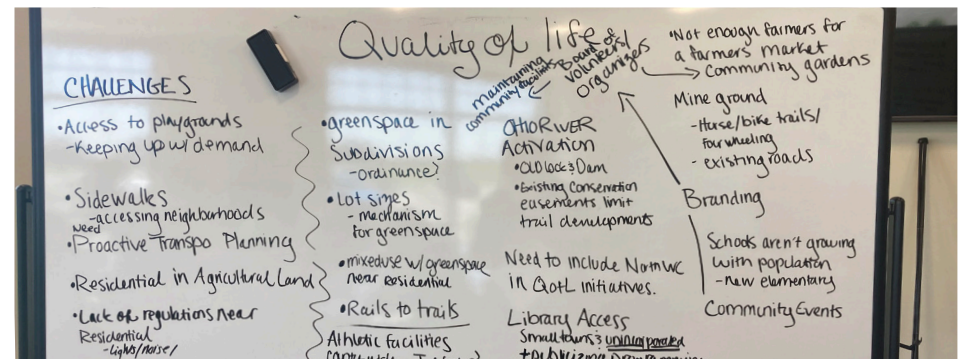 Quality of life
CHALLENGES
•Access to playgrounds
-Keeping up w/ demand
•Sidewalks
-accessing neighborhoods
need
•Proactive Transpo Planning
•Residential in Agricultural Land
•Lack of regulations near
Residential
-lights/noise/
•greenspace in
Subdivisions
-ordinance?
•Lot sizes
- mechanism
for greenspace
•mixed use w/ greenspace
near residential
•Rails to trails
Athletic facilities
maintaining
community facilities
Board of
volunteers/
organizers
OHIO RIVER
Activation
•OLD lock & Dam
•Existing Conservation
easements limit
trail developments
Need to include North WC
in QotL initiatives.
Library Access
Small towns & unincorporated
•Not enough farmers for
a farmers market
Community gardens
Mine ground
-Horse/bike trails/
four wheeling
- existing roads
Branding
Schools aren't growing
with population
-new elementary
Community Events